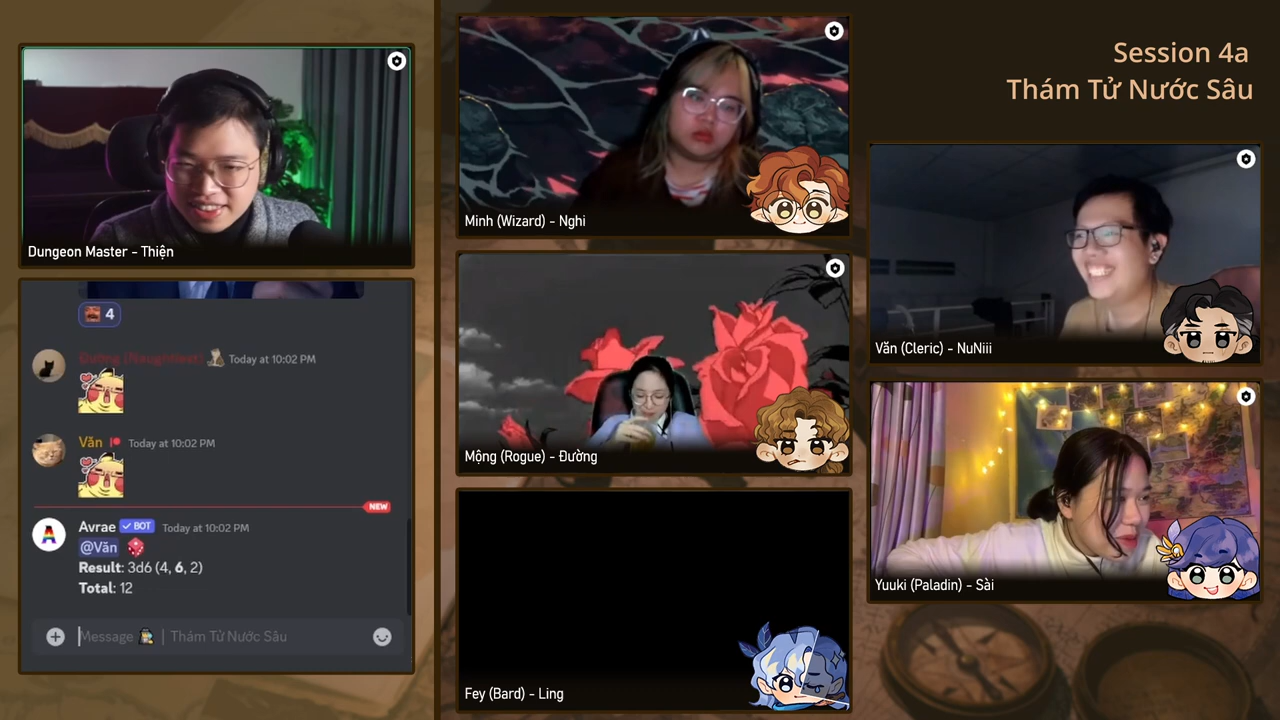 Session 4a
Thám Tử Nước Sâu
Dungeon Master - Thiện
Minh (Wizard) - Nghi
Văn (Cleric) - NuNiii
Mộng (Rogue) - Đường
Yuuki (Paladin) - Sài
Fey (Bard) - Ling
4
Today at 10:02 PM
Văn Today at 10:02 PM
NEW
Avrae BOT Today at 10:02 PM
@Văn
Result: 3d6 (4, 6, 2)
Total: 12
Message | Thám Tử Nước Sâu